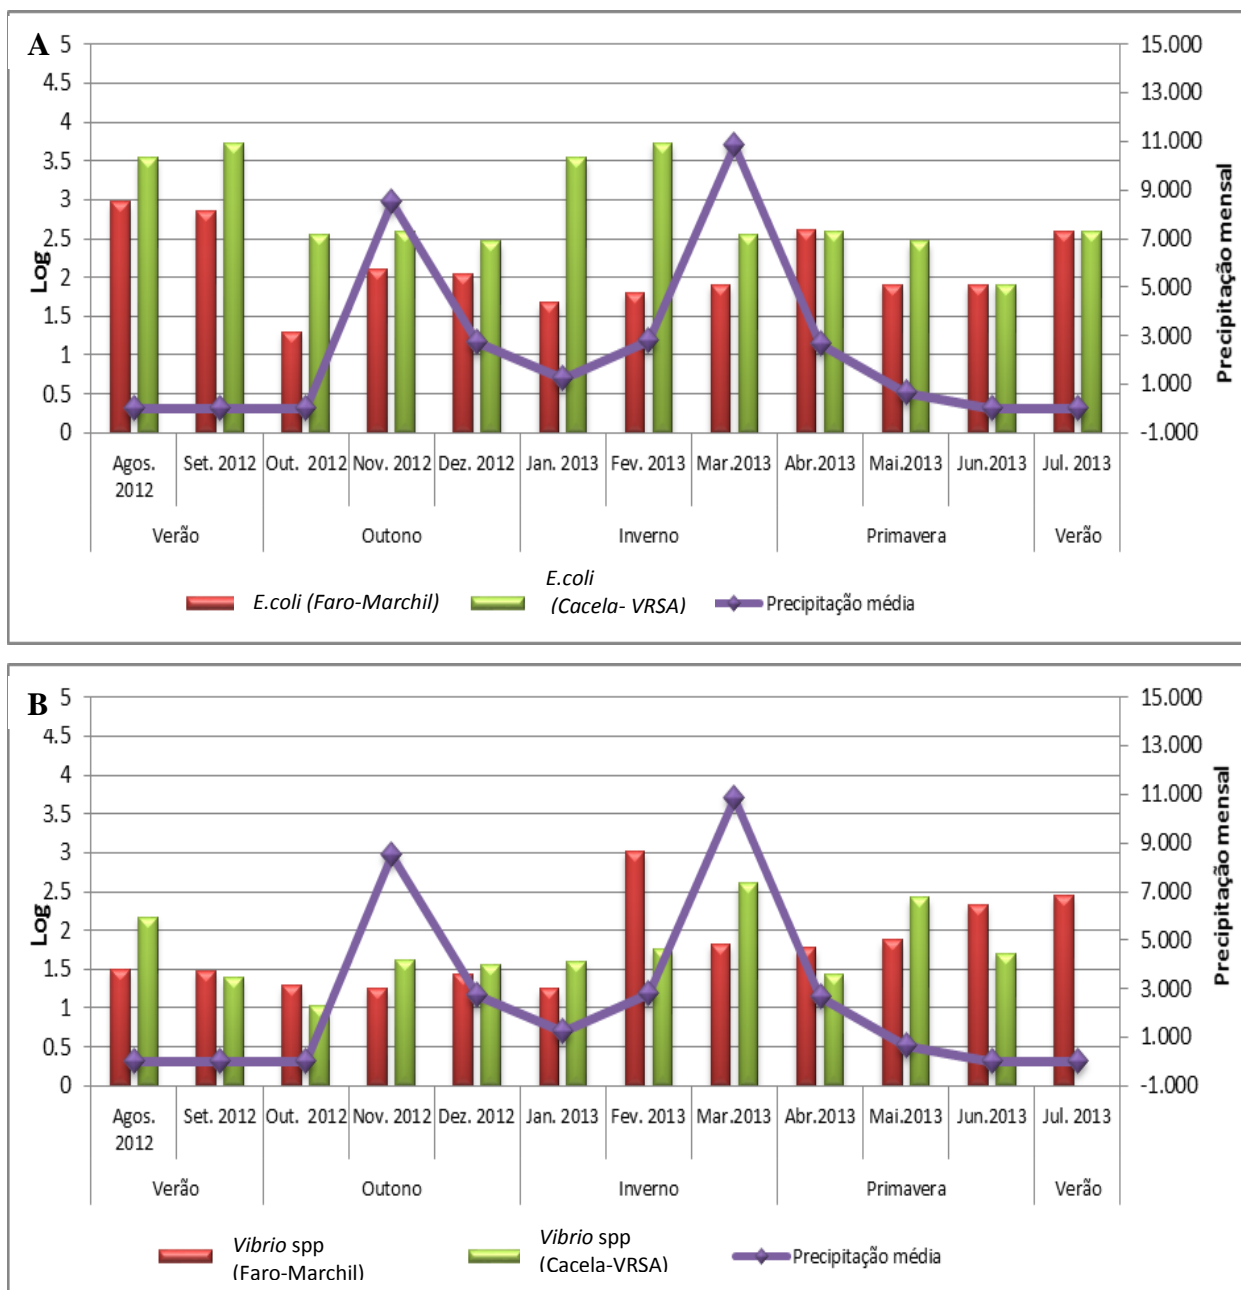 A
5
4.5
4
3.5
3
2.5
2
1.5
1
0.5
0
Log
15.000
13.000
11.000
9.000
7.000
5.000
3.000
1.000
-1.000
Precipitação mensal
Agos. 2012
Set. 2012
Out. 2012
Nov. 2012
Dez. 2012
Jan. 2013
Fev. 2013
Mar.2013
Abr.2013
Mai.2013
Jun.2013
Jul. 2013
Verão
Outono
Inverno
Primavera
Verão
E.coli (Faro-Marchil)
E.coli
(Cacela- VRSA)
Precipitação média
B
5
4.5
4
3.5
3
2.5
2
1.5
1
0.5
0
Log
15.000
13.000
11.000
9.000
7.000
5.000
3.000
1.000
-1.000
Precipitação mensal
Agos.
2012
Set. 2012
Out. 2012
Nov. 2012
Dez. 2012
Jan. 2013
Fev. 2013
Mar.2013
Abr.2013
Mai.2013
Jun.2013
Jul. 2013
Verão
Outono
Inverno
Primavera
Verão
Vibrio spp
(Faro-Marchil)
Vibrio spp
(Cacela-VRSA)
Precipitação média